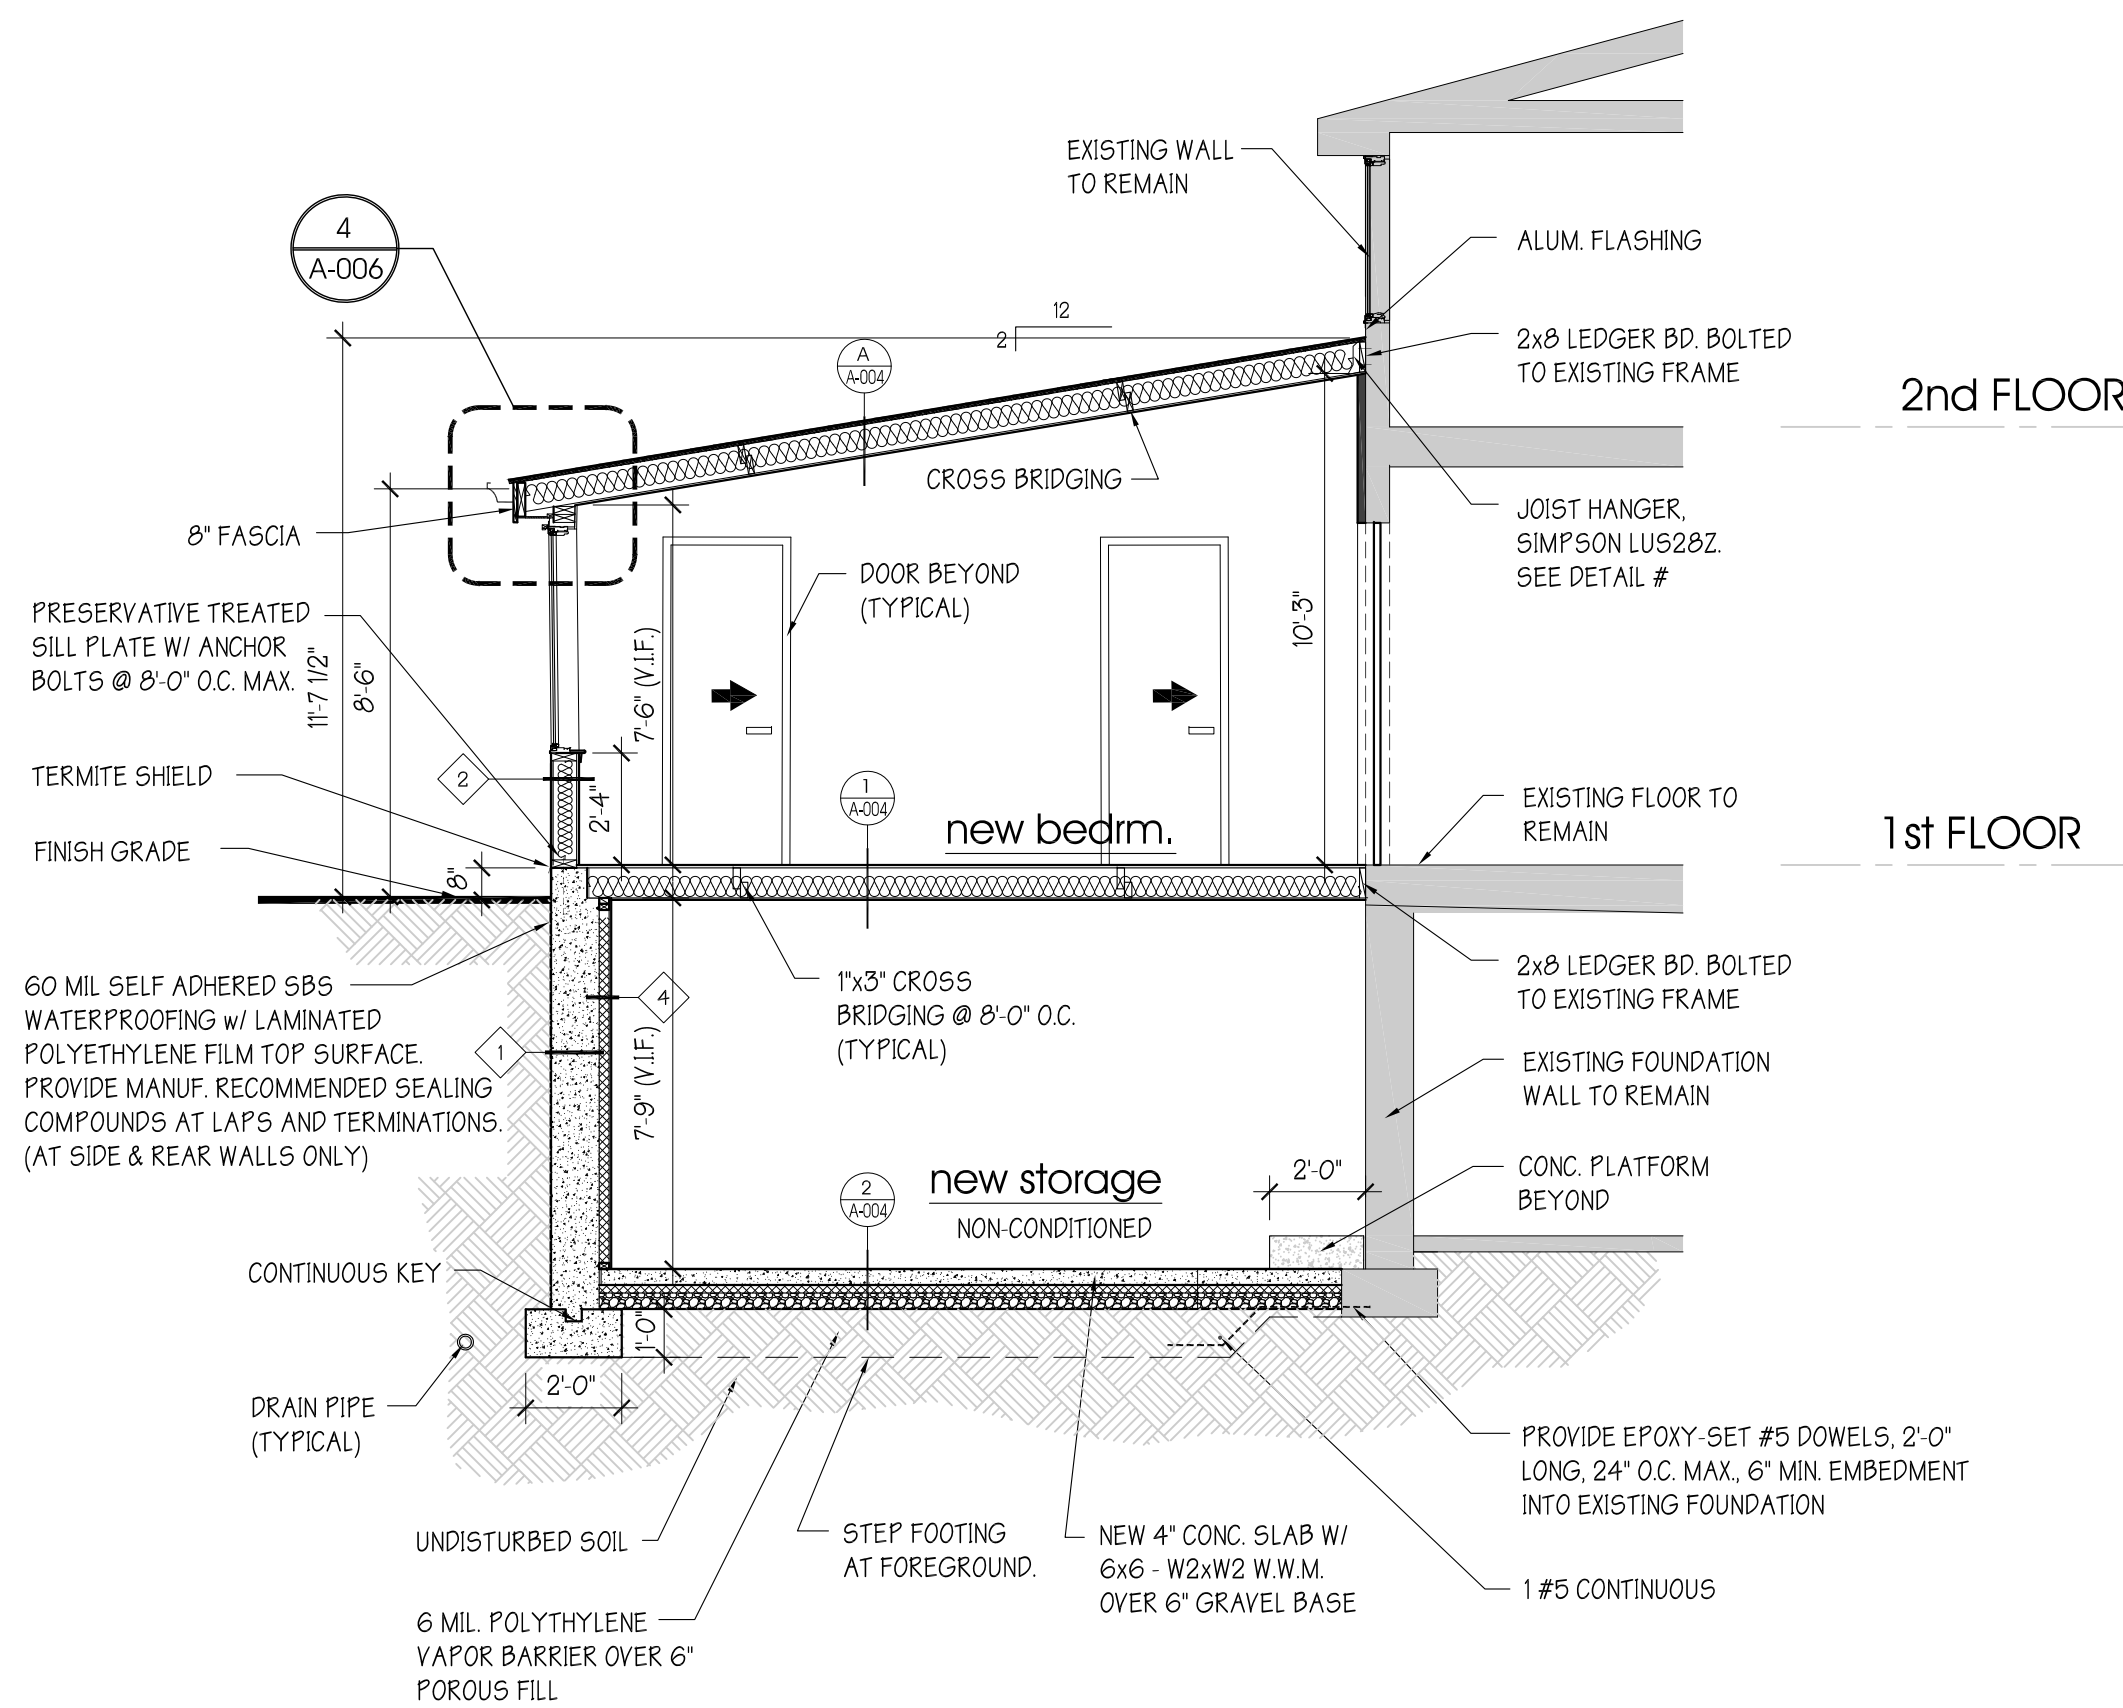 EXISTING WALL
TO REMAIN
4
A-006
ALUM. FLASHING
12
2
2x8 LEDGER BD. BOLTED
TO EXISTING FRAME
A
A-004
2nd FLOOR
CROSS BRIDGING
8" FASCIA
JOIST HANGER,
SIMPSON LUS28Z.
SEE DETAIL #
DOOR BEYOND
(TYPICAL)
PRESERVATIVE TREATED
SILL PLATE W/ ANCHOR
BOLTS @ 8'-0" O.C. MAX.
11'-7 1/2"
8'-6"
7'-6" (V.I.F.)
10'-3"
TERMITE SHIELD
2
2'-4"
1
A-004
new bedrm.
EXISTING FLOOR TO
REMAIN
1st FLOOR
FINISH GRADE
8"
60 MIL SELF ADHERED SBS
WATERPROOFING w/ LAMINATED
POLYETHYLENE FILM TOP SURFACE.
PROVIDE MANUF. RECOMMENDED SEALING
COMPOUNDS AT LAPS AND TERMINATIONS.
(AT SIDE & REAR WALLS ONLY)
4
1
7'-9" (V.I.F.)
1"x3" CROSS
BRIDGING @ 8'-0" O.C.
(TYPICAL)
2x8 LEDGER BD. BOLTED
TO EXISTING FRAME
EXISTING FOUNDATION
WALL TO REMAIN
2
A-004
new storage
NON-CONDITIONED
2'-0"
CONC. PLATFORM
BEYOND
CONTINUOUS KEY
1'-0"
2'-0"
DRAIN PIPE
(TYPICAL)
PROVIDE EPOXY-SET #5 DOWELS, 2'-0"
LONG, 24" O.C. MAX., 6" MIN. EMBEDMENT
INTO EXISTING FOUNDATION
UNDISTURBED SOIL
STEP FOOTING
AT FOREGROUND.
NEW 4" CONC. SLAB W/
6x6 - W2xW2 W.W.M.
OVER 6" GRAVEL BASE
1 #5 CONTINUOUS
6 MIL. POLYTHYLENE
VAPOR BARRIER OVER 6"
POROUS FILL